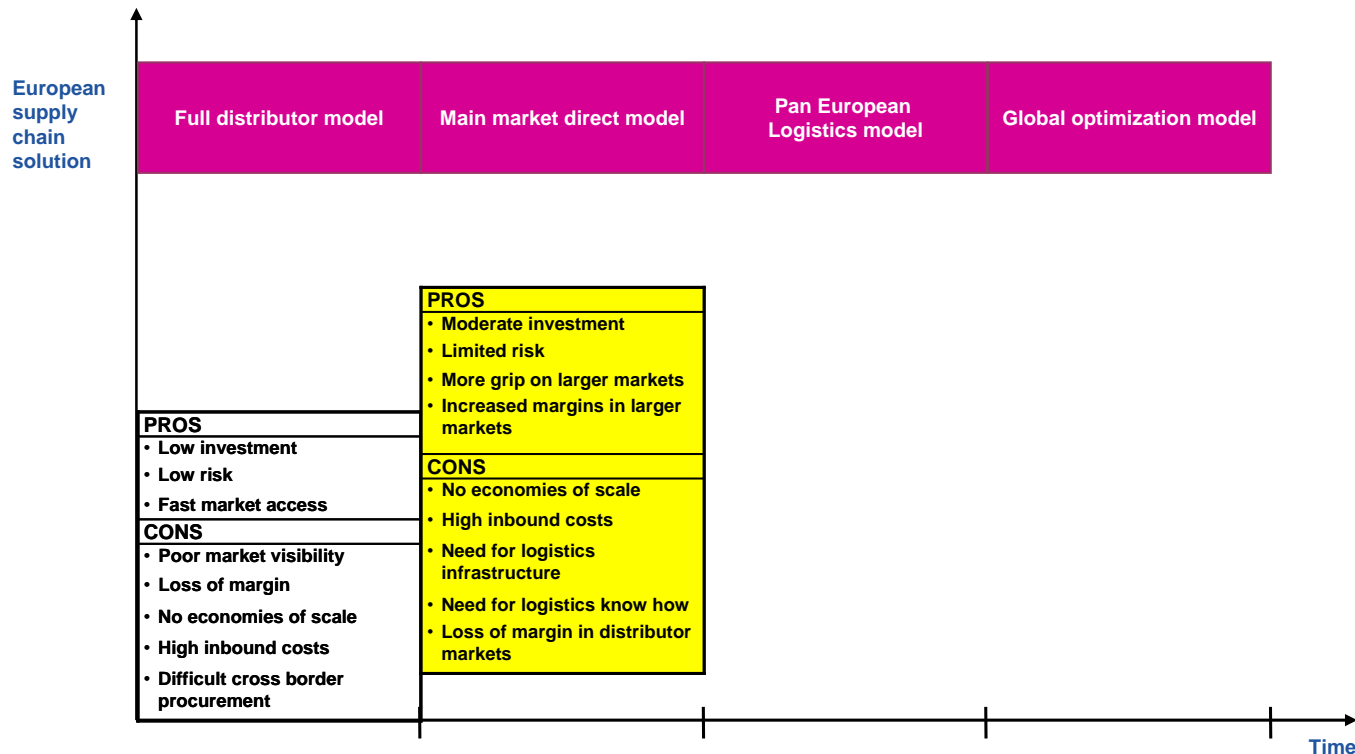 European
supply
chain
solution
Full distributor model
Main market direct model
Pan European
Logistics model
Global optimization model
PROS
• Low investment
• Low risk
• Fast market access
CONS
• Poor market visibility
• Loss of margin
• No economies of scale
• High inbound costs
• Difficult cross border
procurement
PROS
• Moderate investment
• Limited risk
• More grip on larger markets
• Increased margins in larger
markets
CONS
• No economies of scale
• High inbound costs
• Need for logistics
infrastructure
• Need for logistics know how
• Loss of margin in distributor
markets
Time